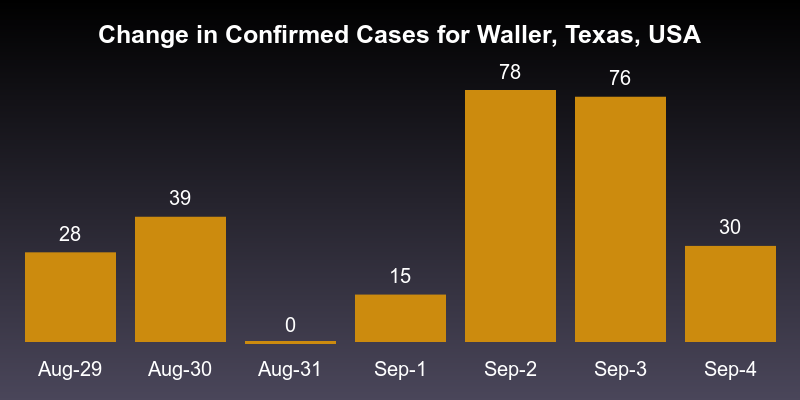 Change in Confirmed Cases for Waller, Texas, USA
28
39
0
15
78
76
30
Aug-29
Aug-30
Aug-31
Sep-1
Sep-2
Sep-3
Sep-4